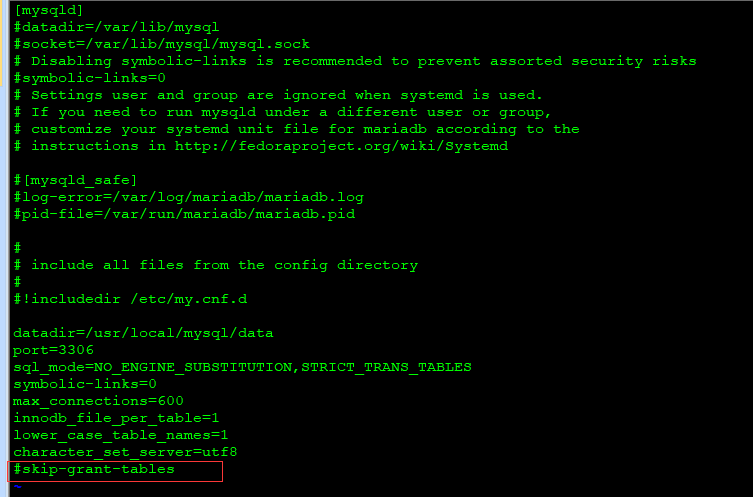 [mysqld]
#datadir=/var/lib/mysql
#socket=/var/lib/mysql/mysql.sock
# Disabling symbolic-links is recommended to prevent assorted security risks
#symbolic-links=0
# Settings user and group are ignored when systemd is used.
# If you need to run mysqld under a different user or group,
# customize your systemd unit file for mariadb according to the
# instructions in http://fedoraproject.org/wiki/Systemd
#[mysqld_safe]
#log-error=/var/log/mariadb/mariadb.log
#pid-file=/var/run/mariadb/mariadb.pid
#
# include all files from the config directory
#
#!includedir /etc/my.cnf.d
datadir=/usr/local/mysql/data
port=3306
sql_mode=NO_ENGINE_SUBSTITUTION,STRICT_TRANS_TABLES
symbolic-links=0
max_connections=600
innodb_file_per_table=1
lower_case_table_names=1
character_set_server=utf8
#skip-grant-tables
~